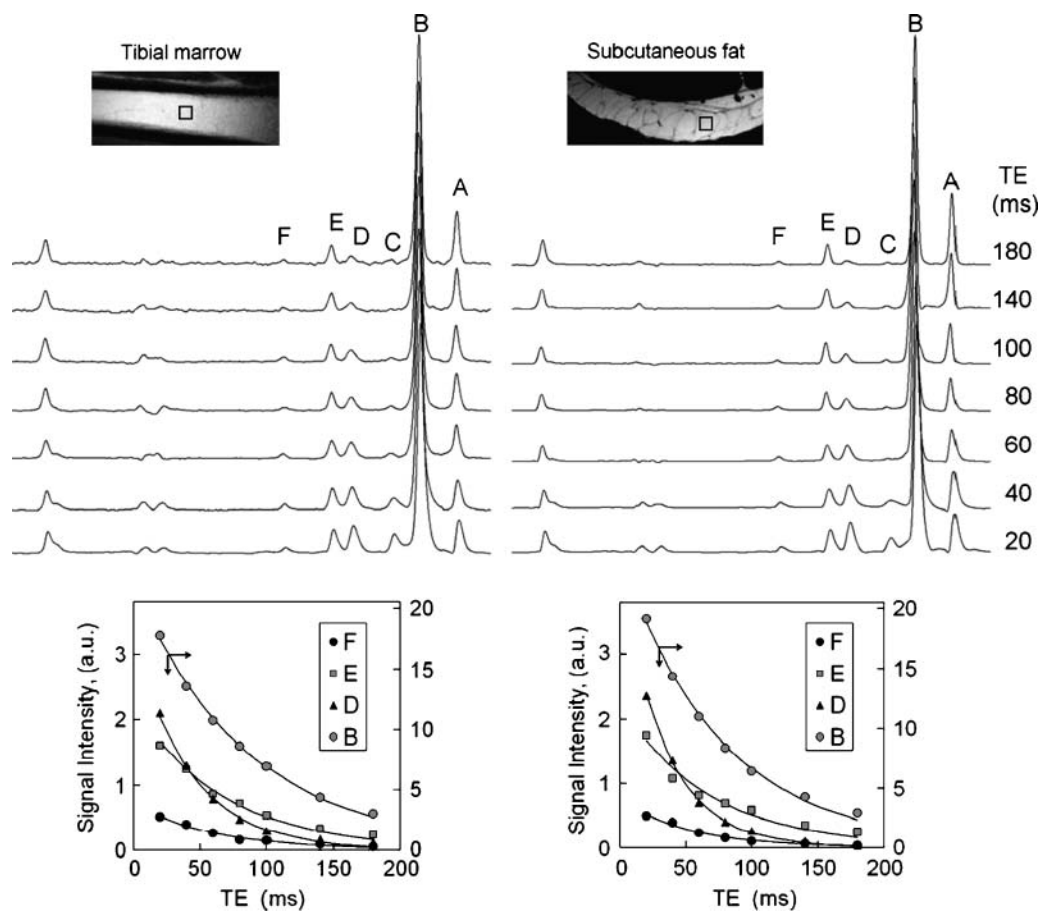 B
B
Tibial marrow
Subcutaneous fat
TE
(ms)
A
A
F E D C
F E D C
180
140
100
80
60
40
20
Signal Intensity, (a.u.)
3
2
1
0
20
15
10
5
0
F
E
D
B
0 50 100 150 200
TE (ms)
Signal Intensity, (a.u.)
3
2
1
0
20
15
10
5
0
F
E
D
B
0 50 100 150 200
TE (ms)